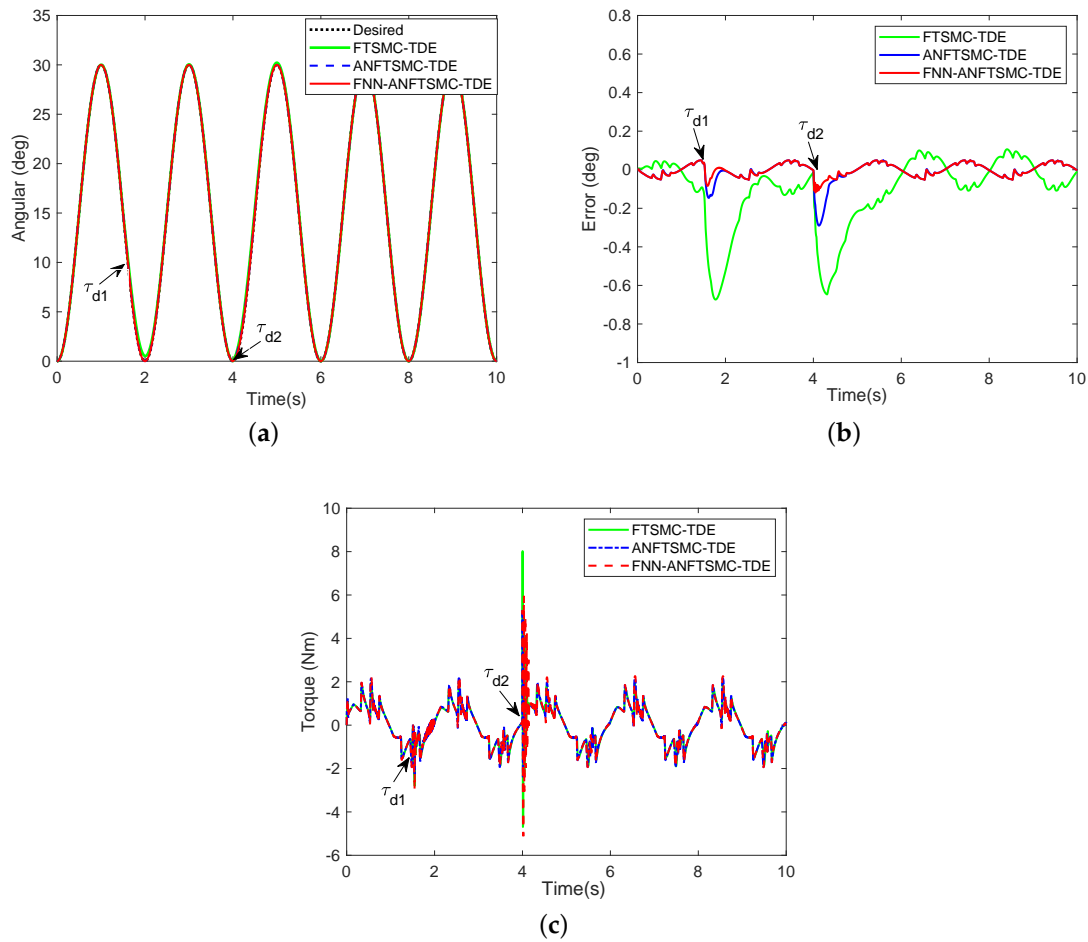 35
30
25
20
15
10
5
0
Angular (deg)
Desired
FTSMC-TDE
ANFTSMC-TDE
FNN-ANFTSMC-TDE
τd1
τd2
0 2 4 6 8 10
Time(s)
(a)
0.8
0.6
0.4
0.2
0
-0.2
-0.4
-0.6
-0.8
-1
Error (deg)
FTSMC-TDE
ANFTSMC-TDE
FNN-ANFTSMC-TDE
τd1
τd2
0 2 4 6 8 10
Time(s)
(b)
10
8
6
4
2
0
-2
-4
-6
Torque (Nm)
FTSMC-TDE
ANFTSMC-TDE
FNN-ANFTSMC-TDE
τd2
τd1
0 2 4 6 8 10
Time(s)
(c)